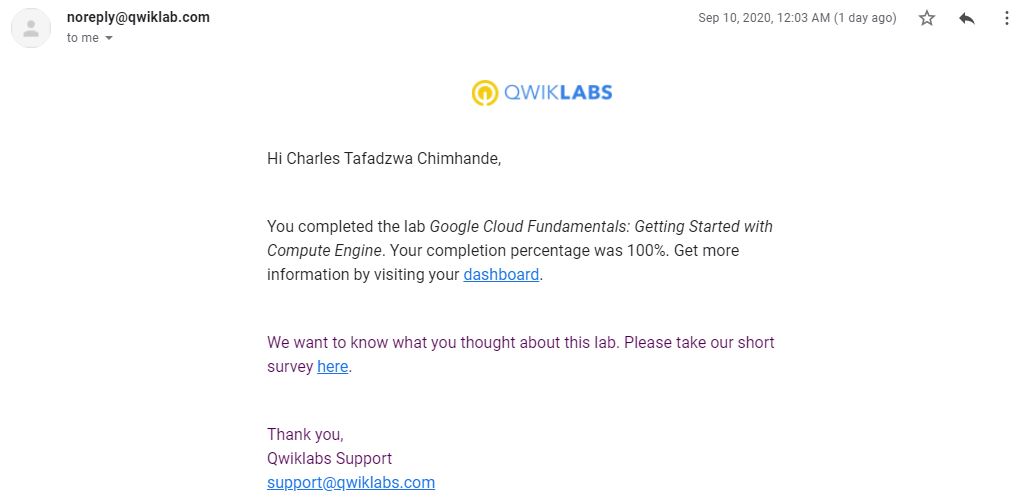 noreply@qwiklab.com
Sep 10, 2020, 12:03 AM (1 day ago)
to me
QWIKLABS
Hi Charles Tafadzwa Chimhande,
You completed the lab Google Cloud Fundamentals: Getting Started with
Compute Engine. Your completion percentage was 100%. Get more
information by visiting your dashboard.
We want to know what you thought about this lab. Please take our short
survey here.
Thank you,
Qwiklabs Support
support@qwiklabs.com